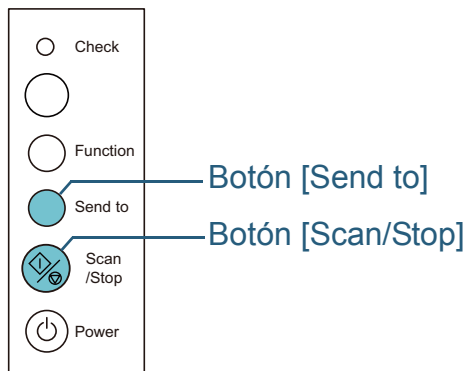 Check
Function
Send to
Botón [Send to]
Scan
/Stop
Botón [Scan/Stop]
Power